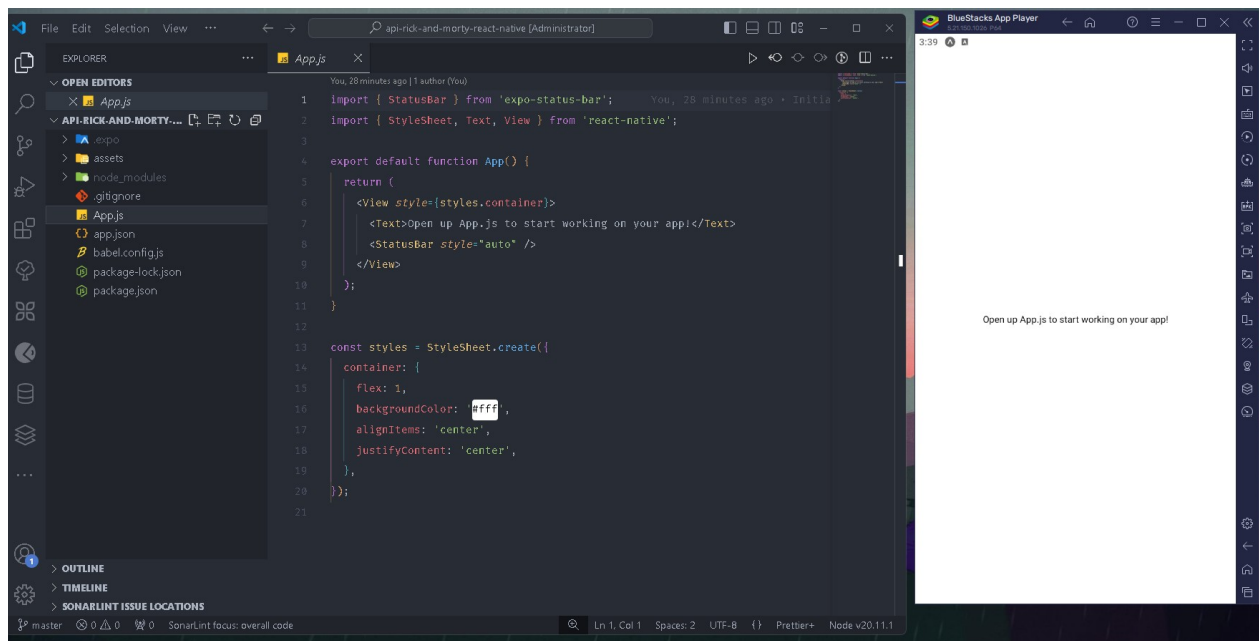 File Edit Selection View ...
api-rick-and-morty-react-native [Administrator]
EXPLORER
OPEN EDITORS
App.js
API-RICK-AND-MORTY-...
.expo
assets
node_modules
.gitignore
App.js
app.json
babel.config.js
package-lock.json
package.json
OUTLINE
TIMELINE
SONARLINT ISSUE LOCATIONS
App.js
You, 28 minutes ago | 1 author (You)
1 import { StatusBar } from 'expo-status-bar'; You, 28 minutes ago • Initia
2 import { StyleSheet, Text, View } from 'react-native';
3
4 export default function App() {
5 return (
6 <View style={styles.container}>
7 <Text>Open up App.js to start working on your app!</Text>
8 <StatusBar style="auto" />
9 </View>
10 );
11 }
12
13 const styles = StyleSheet.create({
14 container: {
15 flex: 1,
16 backgroundColor: '#fff',
17 alignItems: 'center',
18 justifyContent: 'center',
19 },
20 });
21
master 0 0 0 SonarLint focus: overall code Ln 1, Col 1 Spaces: 2 UTF-8 {} Prettier+ Node v20.11.1
1
BlueStacks App Player
3:39
Open up App.js to start working on your app!